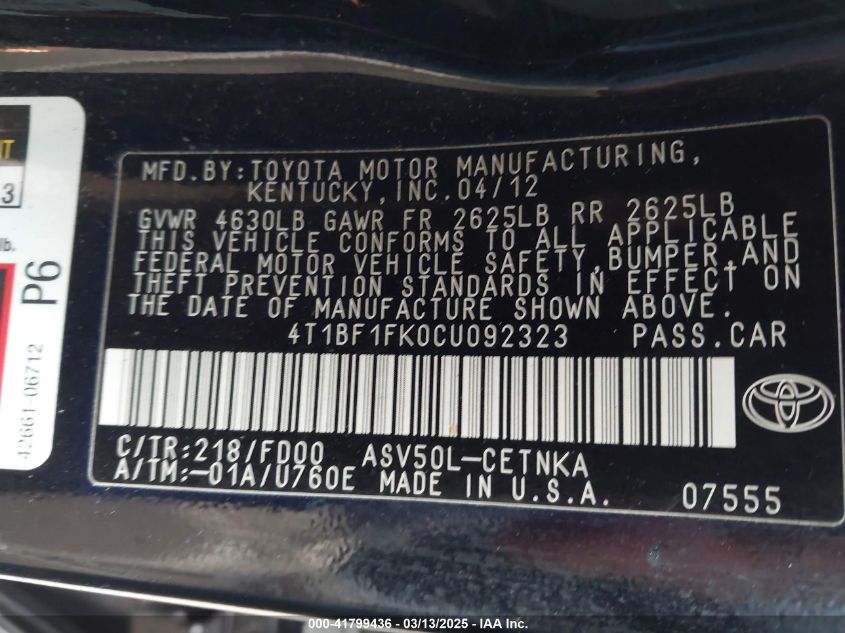 MFD.BY:TOYOTA MOTOR MANUFACTURING,
KENTUCKY,INC.04/12
GVWR 4630LB GAWR FR 2625LB RR 2625LB
THIS VEHICLE CONFORMS TO ALL APPLICABLE
FEDERAL MOTOR VEHICLE SAFETY,BUMPER,AND
THEFT PREVENTION STANDARDS IN EFFECT ON
THE DATE OF MANUFACTURE SHOWN ABOVE.
4T1BF1FK0CU092323 PASS.CAR
C/TR:218/FD00 ASV50L-CETNKA
A/TM:-01A/U760E MADE IN U.S.A. 07555
3
lb.
P6
42661-06712
000-41799436 - 03/13/2025 - IAA Inc.